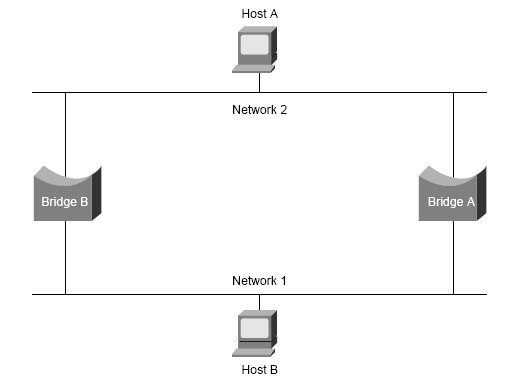 Host A
Network 2
Bridge B
Bridge A
Network 1
Host B